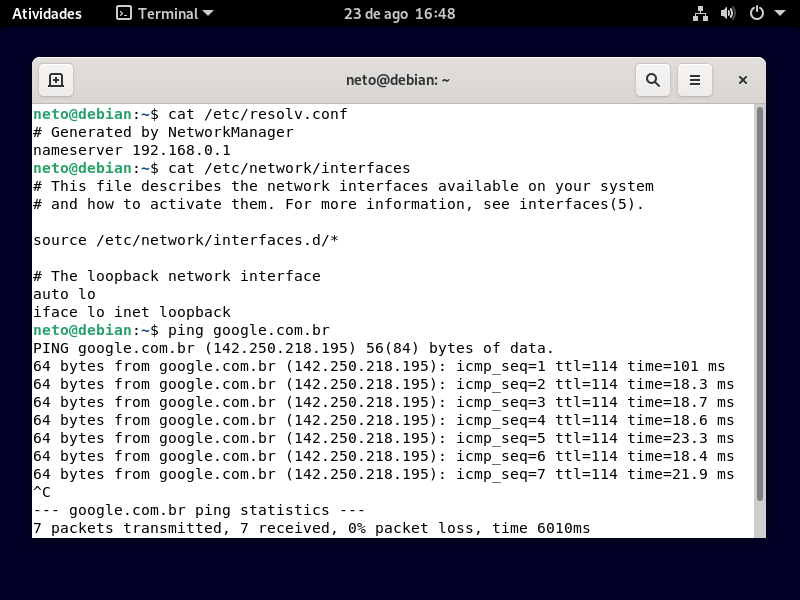 Atividades
Terminal
23 de ago 16:48
neto@debian: ~
neto@debian:~$ cat /etc/resolv.conf
# Generated by NetworkManager
nameserver 192.168.0.1
neto@debian:~$ cat /etc/network/interfaces
# This file describes the network interfaces available on your system
# and how to activate them. For more information, see interfaces(5).
source /etc/network/interfaces.d/*
# The loopback network interface
auto lo
iface lo inet loopback
neto@debian:~$ ping google.com.br
PING google.com.br (142.250.218.195) 56(84) bytes of data.
64 bytes from google.com.br (142.250.218.195): icmp_seq=1 ttl=114 time=101 ms
64 bytes from google.com.br (142.250.218.195): icmp_seq=2 ttl=114 time=18.3 ms
64 bytes from google.com.br (142.250.218.195): icmp_seq=3 ttl=114 time=18.7 ms
64 bytes from google.com.br (142.250.218.195): icmp_seq=4 ttl=114 time=18.6 ms
64 bytes from google.com.br (142.250.218.195): icmp_seq=5 ttl=114 time=23.3 ms
64 bytes from google.com.br (142.250.218.195): icmp_seq=6 ttl=114 time=18.4 ms
64 bytes from google.com.br (142.250.218.195): icmp_seq=7 ttl=114 time=21.9 ms
^C
--- google.com.br ping statistics ---
7 packets transmitted, 7 received, 0% packet loss, time 6010ms